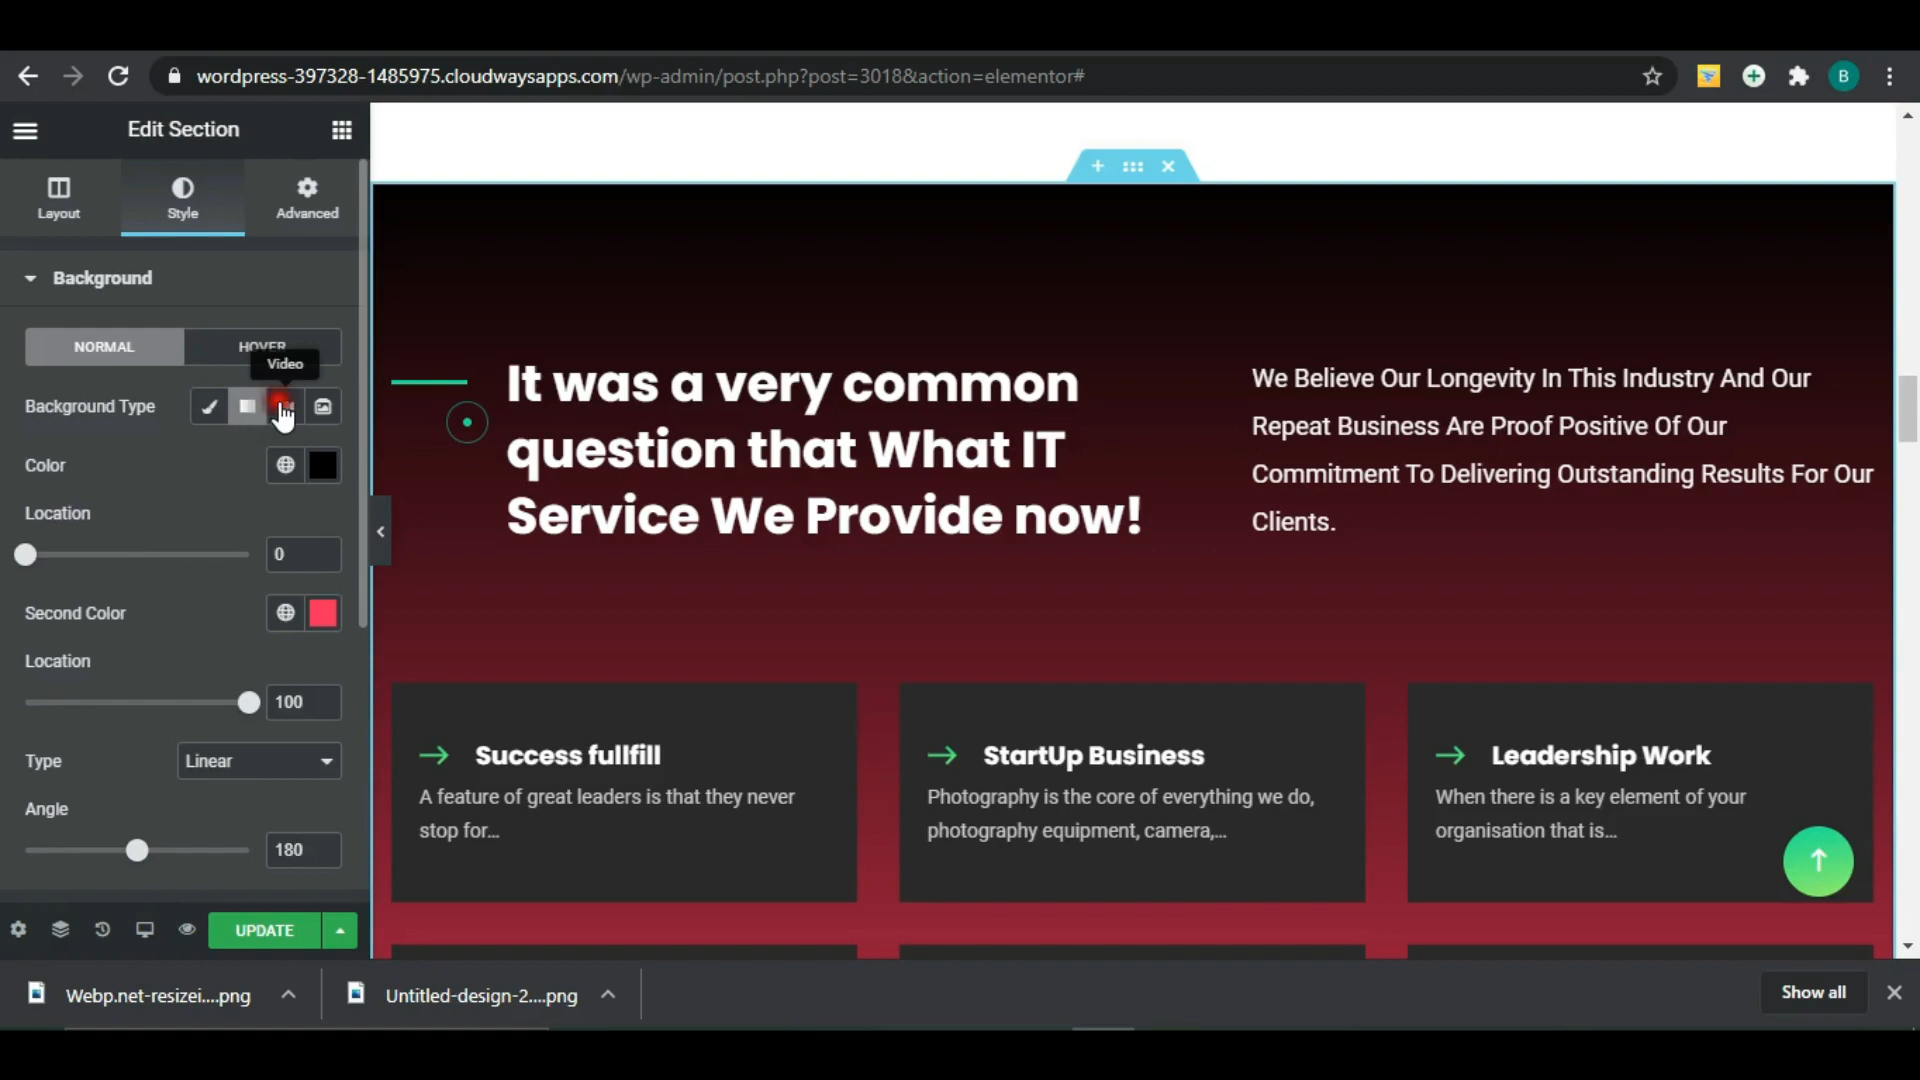 wordpress-397328-1485975.cloudwaysapps.com/wp-admin/post.php?post=3018&action=elementor#
B
Edit Section
Layout
Style
Advanced
Background
NORMAL
HOVER
Video
Background Type
Color
Location
0
Second Color
Location
100
Type
Linear
Angle
180
UPDATE
It was a very common
question that What IT
Service We Provide now!
We Believe Our Longevity In This Industry And Our
Repeat Business Are Proof Positive Of Our
Commitment To Delivering Outstanding Results For Our
Clients.
Success fullfill
A feature of great leaders is that they never
stop for...
StartUp Business
Photography is the core of everything we do,
photography equipment, camera,...
Leadership Work
When there is a key element of your
organisation that is...
Webp.net-resizei....png
Untitled-design-2....png
Show all